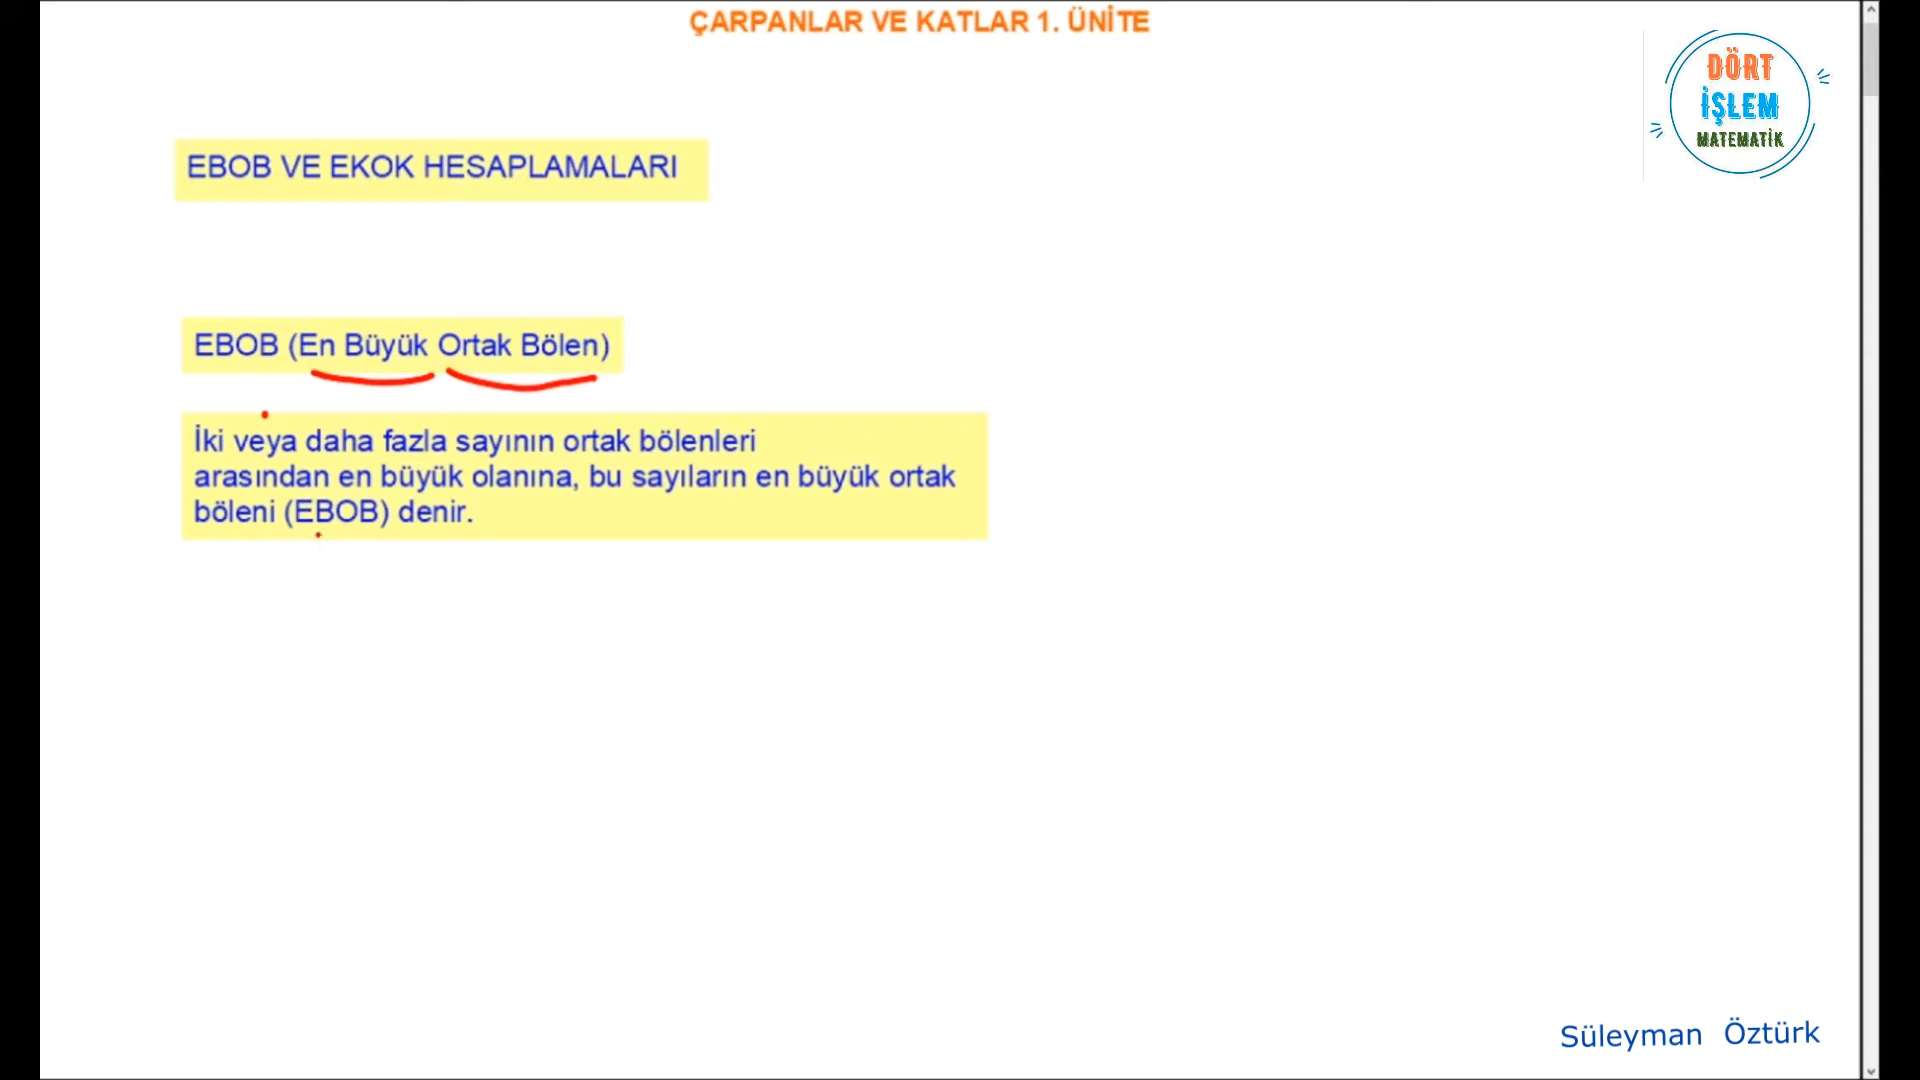 ÇARPANLAR VE KATLAR 1. ÜNİTE
DÖRT
İŞLEM
MATEMATİK
EBOB VE EKOK HESAPLAMALARI
EBOB (En Büyük Ortak Bölen)
İki veya daha fazla sayının ortak bölenleri
arasından en büyük olanına, bu sayıların en büyük ortak
böleni (EBOB) denir.
Süleyman Öztürk